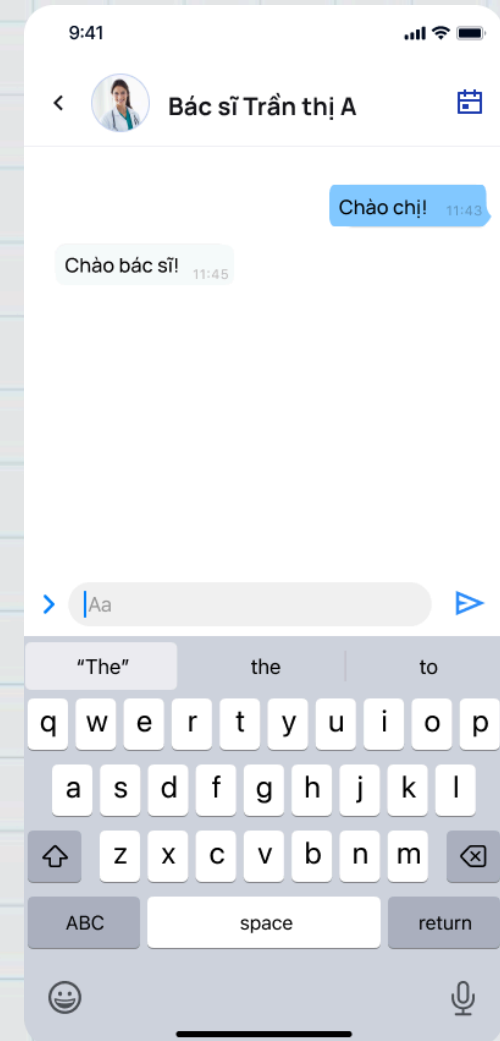 9:41
Bác sĩ Trần thị A
Chào chị! 11:43
Chào bác sĩ! 11:45
Aa
“The” the to
q w e r t y u i o p
a s d f g h j k l
z x c v b n m
ABC space return